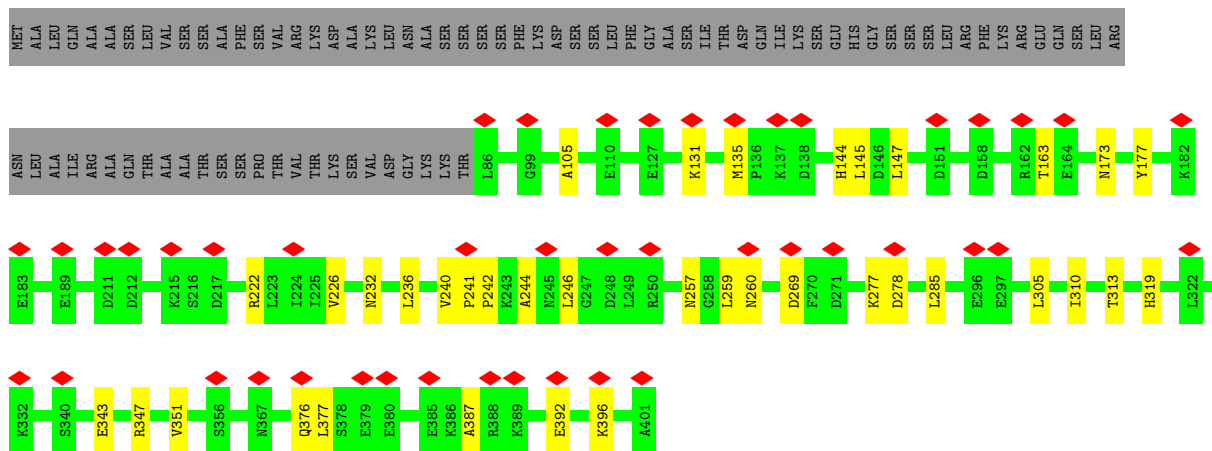 MET ALA LEU GLN ALA ALA SER LEU VAL SER SER ALA PHE SER VAL ARG LYS ASP ALA LYS LEU ASN ALA SER SER SER SER PHE LYS ASP SER SER LEU PHE GLY ALA SER ILE THR ASP GLN ILE LYS SER GLU HIS GLY SER SER SER LEU ARG PHE LYS ARG GLU GLN SER LEU ARG
ASN LEU ALA ILE ARG ALA GLN THR ALA ALA THR SER SER PRO THR VAL THR LYS SER VAL ASP GLY LYS LYS THR L86 G99 A105 E110 E127 K131 M135 P136 K137 D138 H144 L145 D146 L147 D151 D158 R162 T163 E164 N173 Y177 K182
E183 E189 D211 D212 K215 S216 D217 R222 L223 I224 I225 V226 N232 L236 V240 P241 P242 K243 A244 N245 L246 G247 D248 L249 R250 N257 G258 L259 N260 D269 F270 D271 K277 D278 L285 E296 E297 L305 I310 T313 H319 L322
K332 S340 E343 R347 V351 S356 N367 Q376 L377 S378 E379 E380 E385 K386 A387 R388 K389 E392 K396 A401